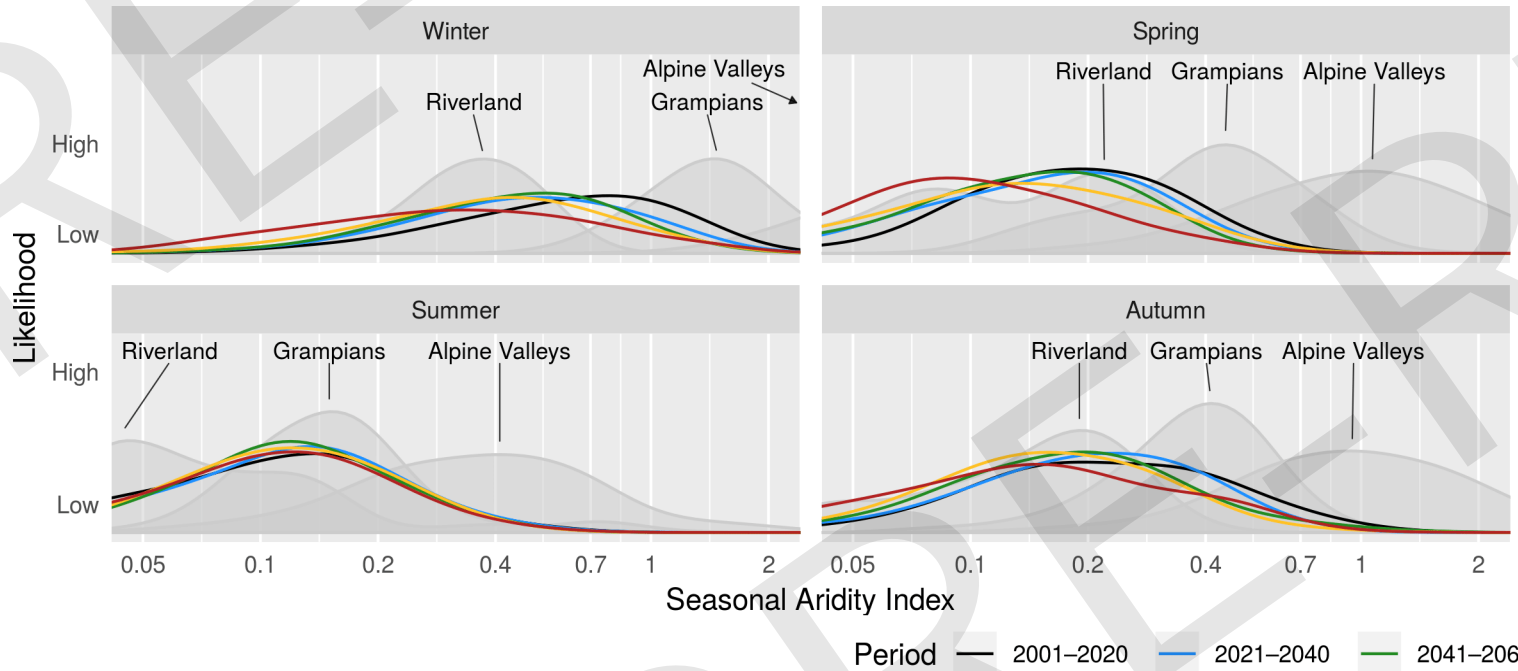 Winter
Spring
Alpine Valleys
Grampians
Riverland
Riverland Grampians Alpine Valleys
High
Low
Summer
Autumn
Riverland Grampians Alpine Valleys
Riverland Grampians Alpine Valleys
High
Low
Likelihood
0.05 0.1 0.2 0.4 0.7 1 2
0.05 0.1 0.2 0.4 0.7 1 2
Seasonal Aridity Index
Period 2001–2020 2021–2040 2041–206